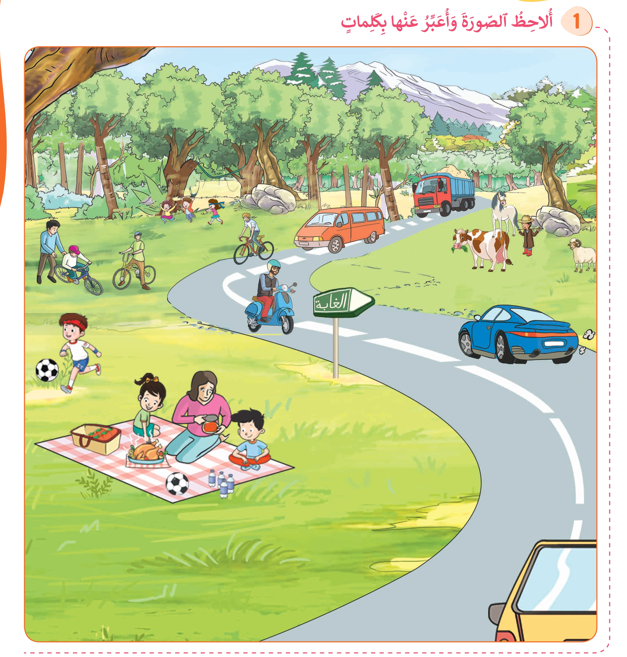 1 أُلاحِظُ ٱلصّورَةَ وَأُعَبِّرُ عَنْها بِكَلِماتٍ
الغابة